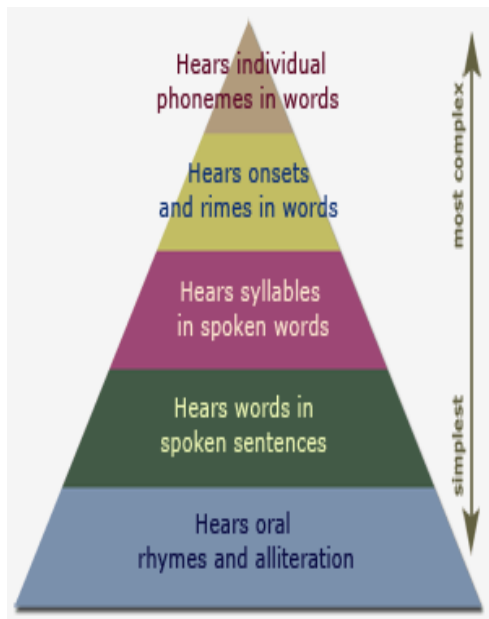 Hears individual
phonemes in words
Hears onsets
and rimes in words
Hears syllables
in spoken words
Hears words in
spoken sentences
Hears oral
rhymes and alliteration
most complex
simplest